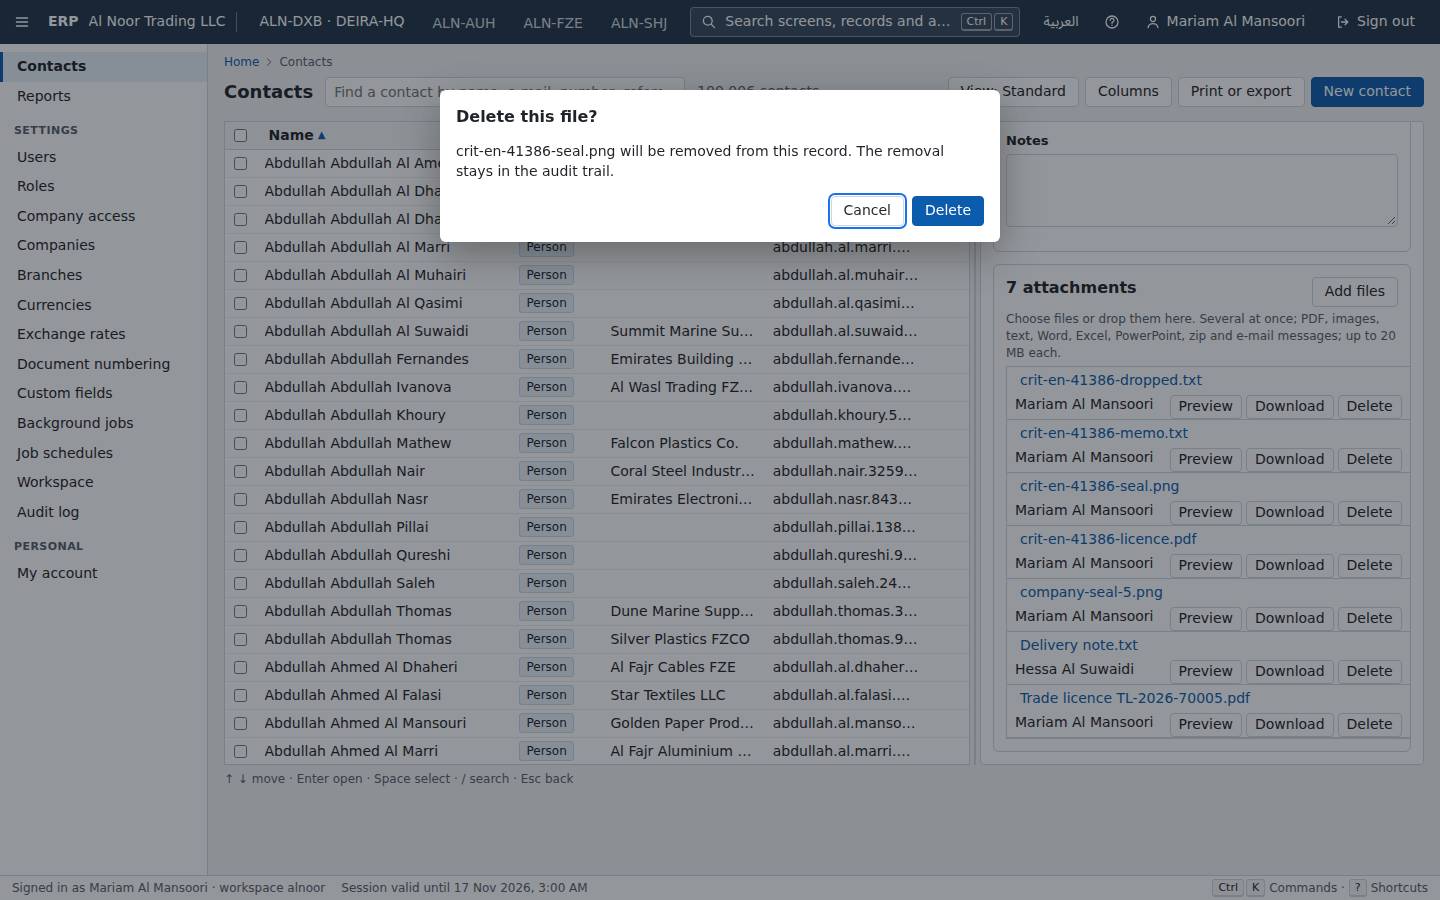 ERP Al Noor Trading LLC ALN-DXB · DEIRA-HQ ALN-AUH ALN-FZE ALN-SHJ Search screens, records and a… Ctrl K العربية Mariam Al Mansoori Sign out
Contacts
Reports
SETTINGS
Users
Roles
Company access
Companies
Branches
Currencies
Exchange rates
Document numbering
Custom fields
Background jobs
Job schedules
Workspace
Audit log
PERSONAL
My account
Home > Contacts
Contacts Find a contact Standard Columns Print or export New contact
Delete this file?
crit-en-41386-seal.png will be removed from this record. The removal
stays in the audit trail.
Cancel Delete
Name ▲
Abdullah Abdullah Al
Abdullah Abdullah Al
Abdullah Abdullah Al
Abdullah Abdullah Al Marri Person abdullah.al.marri.…
Abdullah Abdullah Al Muhairi Person abdullah.al.muhair…
Abdullah Abdullah Al Qasimi Person abdullah.al.qasimi…
Abdullah Abdullah Al Suwaidi Person Summit Marine Su… abdullah.al.suwaid…
Abdullah Abdullah Fernandes Person Emirates Building … abdullah.fernande…
Abdullah Abdullah Ivanova Person Al Wasl Trading FZ… abdullah.ivanova.…
Abdullah Abdullah Khoury Person abdullah.khoury.5…
Abdullah Abdullah Mathew Person Falcon Plastics Co. abdullah.mathew.…
Abdullah Abdullah Nair Person Coral Steel Industr… abdullah.nair.3259…
Abdullah Abdullah Nasr Person Emirates Electroni… abdullah.nasr.843…
Abdullah Abdullah Pillai Person abdullah.pillai.138…
Abdullah Abdullah Qureshi Person abdullah.qureshi.9…
Abdullah Abdullah Saleh Person abdullah.saleh.24…
Abdullah Abdullah Thomas Person Dune Marine Supp… abdullah.thomas.3…
Abdullah Abdullah Thomas Person Silver Plastics FZCO abdullah.thomas.9…
Abdullah Ahmed Al Dhaheri Person Al Fajr Cables FZE abdullah.al.dhaher…
Abdullah Ahmed Al Falasi Person Star Textiles LLC abdullah.al.falasi.…
Abdullah Ahmed Al Mansouri Person Golden Paper Prod… abdullah.al.manso…
Abdullah Ahmed Al Marri Person Al Fajr Aluminium … abdullah.al.marri.…
↑ ↓ move · Enter open · Space select · / search · Esc back
Notes
7 attachments Add files
Choose files or drop them here. Several at once; PDF, images,
text, Word, Excel, PowerPoint, zip and e-mail messages; up to 20
MB each.
crit-en-41386-dropped.txt
Mariam Al Mansoori Preview Download Delete
crit-en-41386-memo.txt
Mariam Al Mansoori Preview Download Delete
crit-en-41386-seal.png
Mariam Al Mansoori Preview Download Delete
crit-en-41386-licence.pdf
Mariam Al Mansoori Preview Download Delete
company-seal-5.png
Mariam Al Mansoori Preview Download Delete
Delivery note.txt
Hessa Al Suwaidi Preview Download Delete
Trade licence TL-2026-70005.pdf
Mariam Al Mansoori Preview Download Delete
Signed in as Mariam Al Mansoori · workspace alnoor Session valid until 17 Nov 2026, 3:00 AM Ctrl K Commands · ? Shortcuts